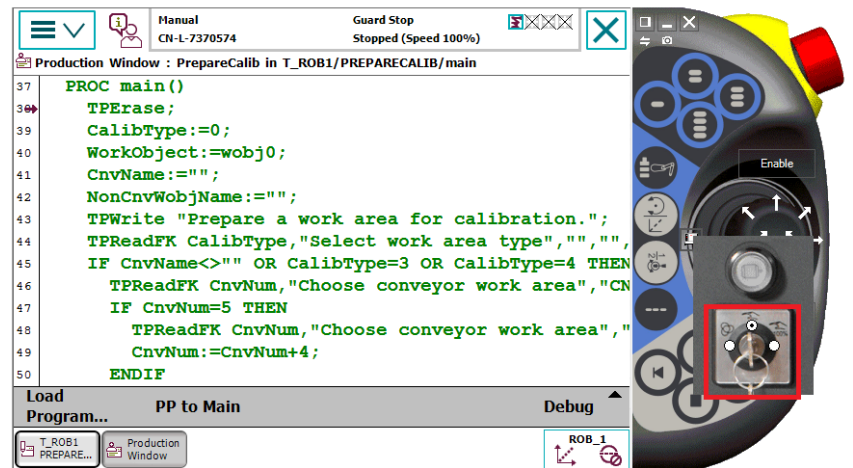 Manual Guard Stop
CN-L-7370574 Stopped (Speed 100%)
Production Window : PrepareCalib in T_ROB1/PREPARECALIB/main
37 PROC main()
38 TPErase;
39 CalibType:=0;
40 WorkObject:=wobj0;
41 CnvName:="";
42 NonCnvWobjName:="";
43 TPWrite "Prepare a work area for calibration.";
44 TPReadFK CalibType,"Select work area type","","",
45 IF CnvName<>"" OR CalibType=3 OR CalibType=4 THEN
46 TPReadFK CnvNum,"Choose conveyor work area","CN
47 IF CnvNum=5 THEN
48 TPReadFK CnvNum,"Choose conveyor work area","
49 CnvNum:=CnvNum+4;
50 ENDIF
Load Program... PP to Main Debug
T_ROB1 PREPARE... Production Window ROB_1
Enable